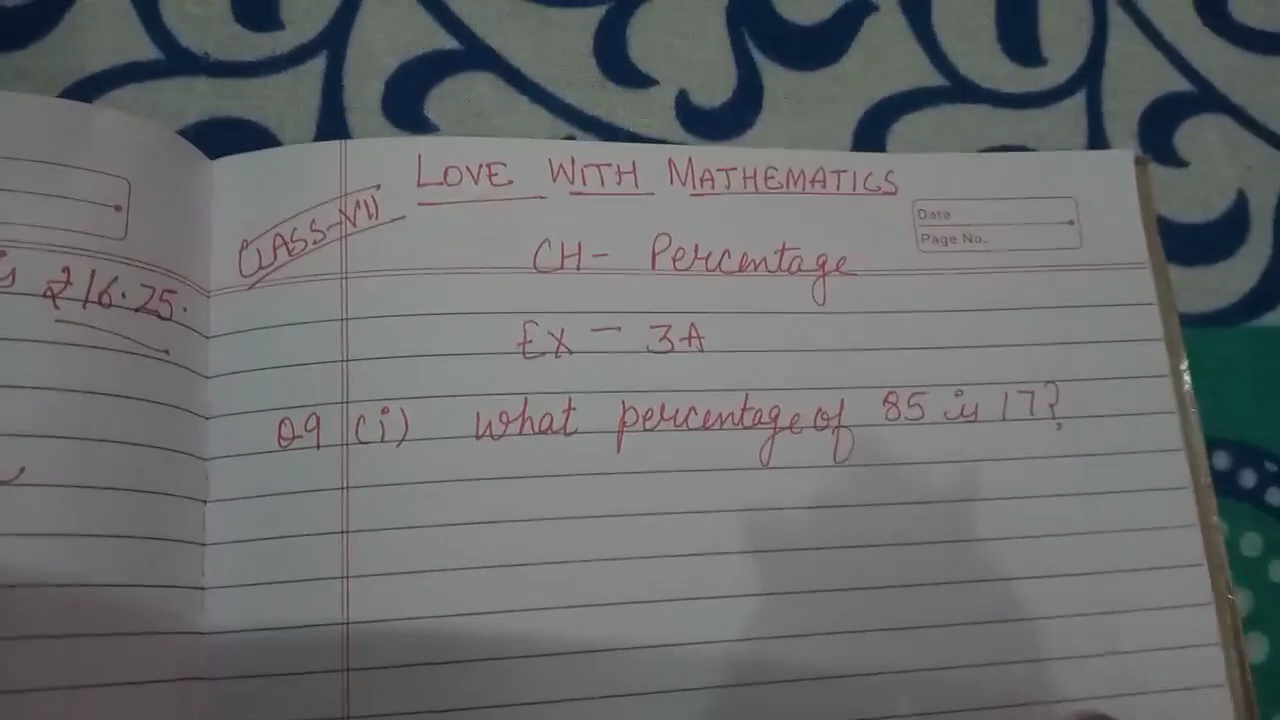 ₹16.25.
LOVE WITH MATHEMATICS
CLASS-VII
Date
Page No.
CH- Percentage
Ex - 3A
Q9 (i) What percentage of 85 is 17?